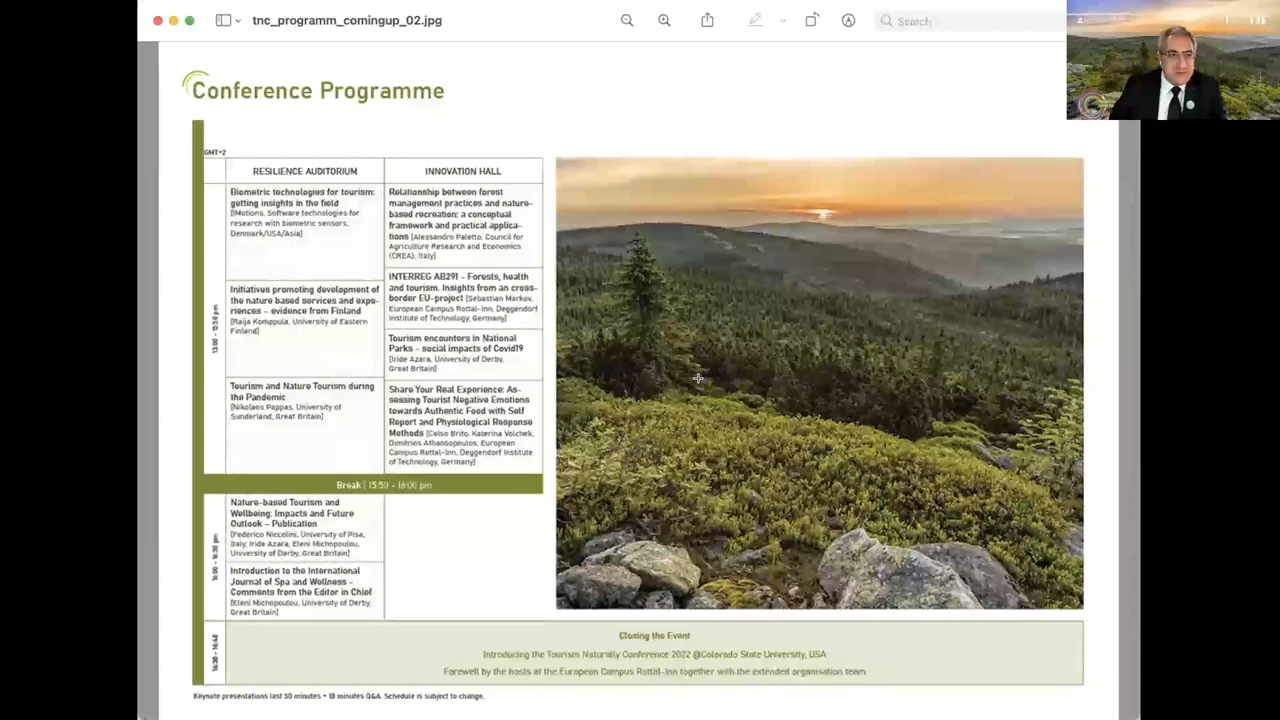 tnc_programm_comingup_02.jpg
Search
Conference Programme
GMT+2
RESILIENCE AUDITORIUM
INNOVATION HALL
Biometric technologies for tourism:
getting insights in the field
[iMotions. Software technologies for
research with biometric sensors,
Denmark/USA/Asia]
Initiatives promoting development of
the nature based services and expe-
riences – evidence from Finland
[Raija Komppula, University of Eastern
Finland]
Tourism and Nature Tourism during
the Pandemic
[Nikolaos Pappas, University of
Sunderland, Great Britain]
Relationship between forest
management practices and nature-
based recreation: a conceptual
framework and practical applica-
tions [Alessandro Paletto, Council for
Agriculture Research and Economics
(CREA), Italy]
INTERREG AB291 – Forests, health
and tourism. Insights from an cross-
border EU-project [Sebastian Markov,
European Campus Rottal-Inn, Deggendorf
Institute of Technology, Germany]
Tourism encounters in National
Parks – social impacts of Covid19
[Iride Azara, University of Derby,
Great Britain]
Share Your Real Experience: As-
sessing Tourist Negative Emotions
towards Authentic Food with Self
Report and Physiological Response
Methods [Celso Brito, Katerina Volchek,
Dimitrios Athansopoulos, European
Campus Rottal-Inn, Deggendorf Institute
of Technology, Germany]
Break | 15:50 - 16:00 pm
16:00 - 16:30 pm
Nature-based Tourism and
Wellbeing: Impacts and Future
Outlook – Publication
[Federico Niccolini, University of Pisa,
Italy; Iride Azara, Eleni Michopoulou,
University of Derby, Great Britain]
Introduction to the International
Journal of Spa and Wellness –
Comments from the Editor in Chief
[Eleni Michopoulou, University of Derby,
Great Britain]
16:30 - 16:40
Closing the Event
Introducing the Tourism Naturally Conference 2022 @Colorado State University, USA
Farewell by the hosts at the European Campus Rottal-Inn together with the extended organisation team
Keynote presentations last 50 minutes + 10 minutes Q&A. Schedule is subject to change.